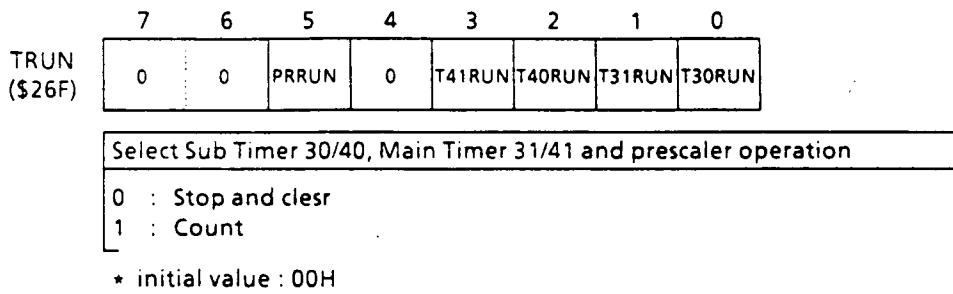 7 6 5 4 3 2 1 0
TRUN
($26F)
0 0 PRRUN 0 T41RUN T40RUN T31RUN T30RUN
Select Sub Timer 30/40, Main Timer 31/41 and prescaler operation
0 : Stop and clesr
1 : Count
* initial value : 00H